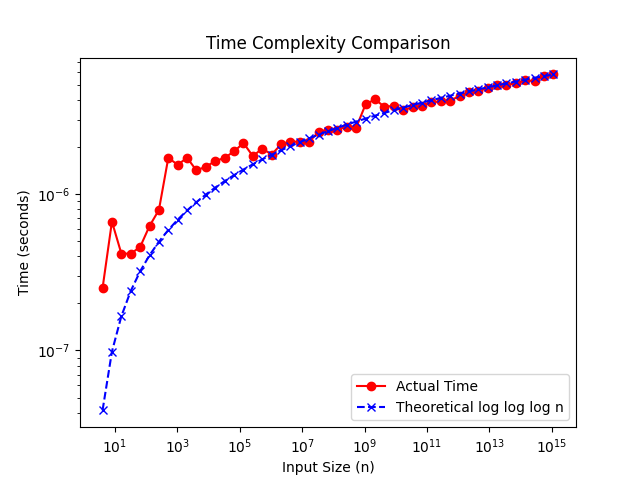 Time Complexity Comparison
Time (seconds)
10⁻⁶
10⁻⁷
10¹ 10³ 10⁵ 10⁷ 10⁹ 10¹¹ 10¹³ 10¹⁵
Input Size (n)
Actual Time
Theoretical log log log n